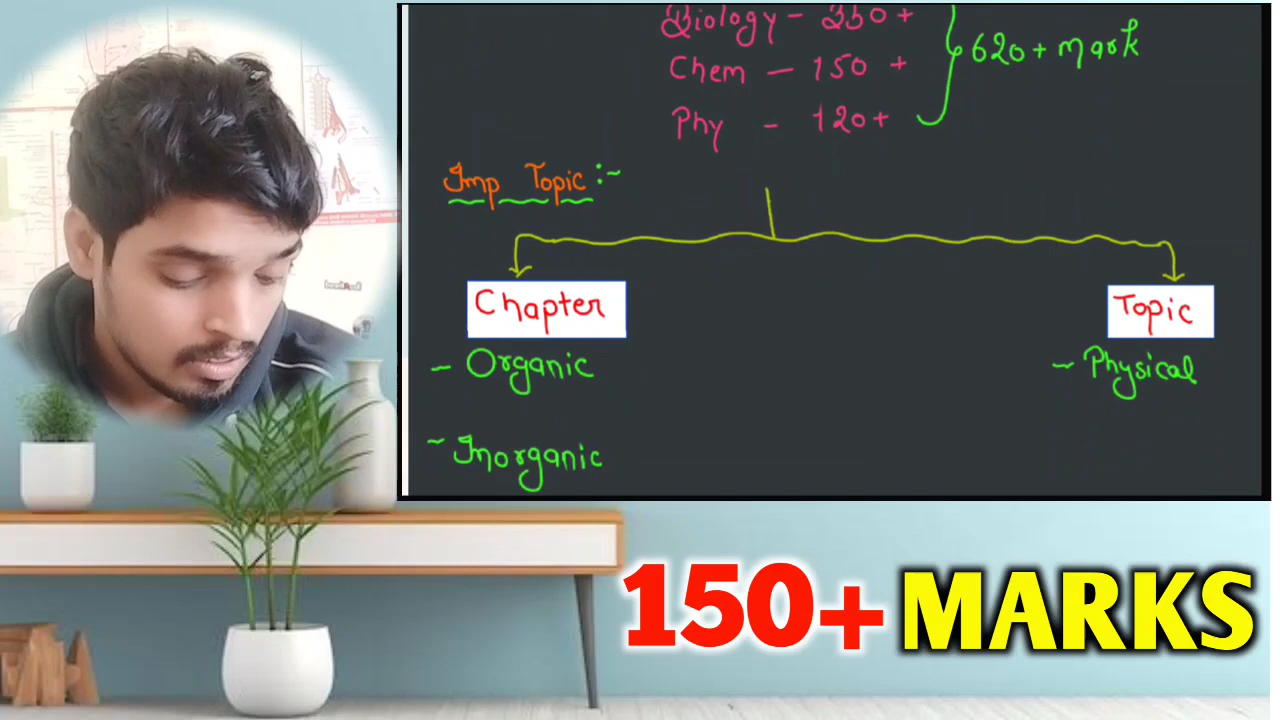 Biology - 350+
Chem - 150 +
Phy - 120+
620+ mark
Imp Topic :-
Chapter
Topic
- Organic
- Physical
- Inorganic
150+ MARKS